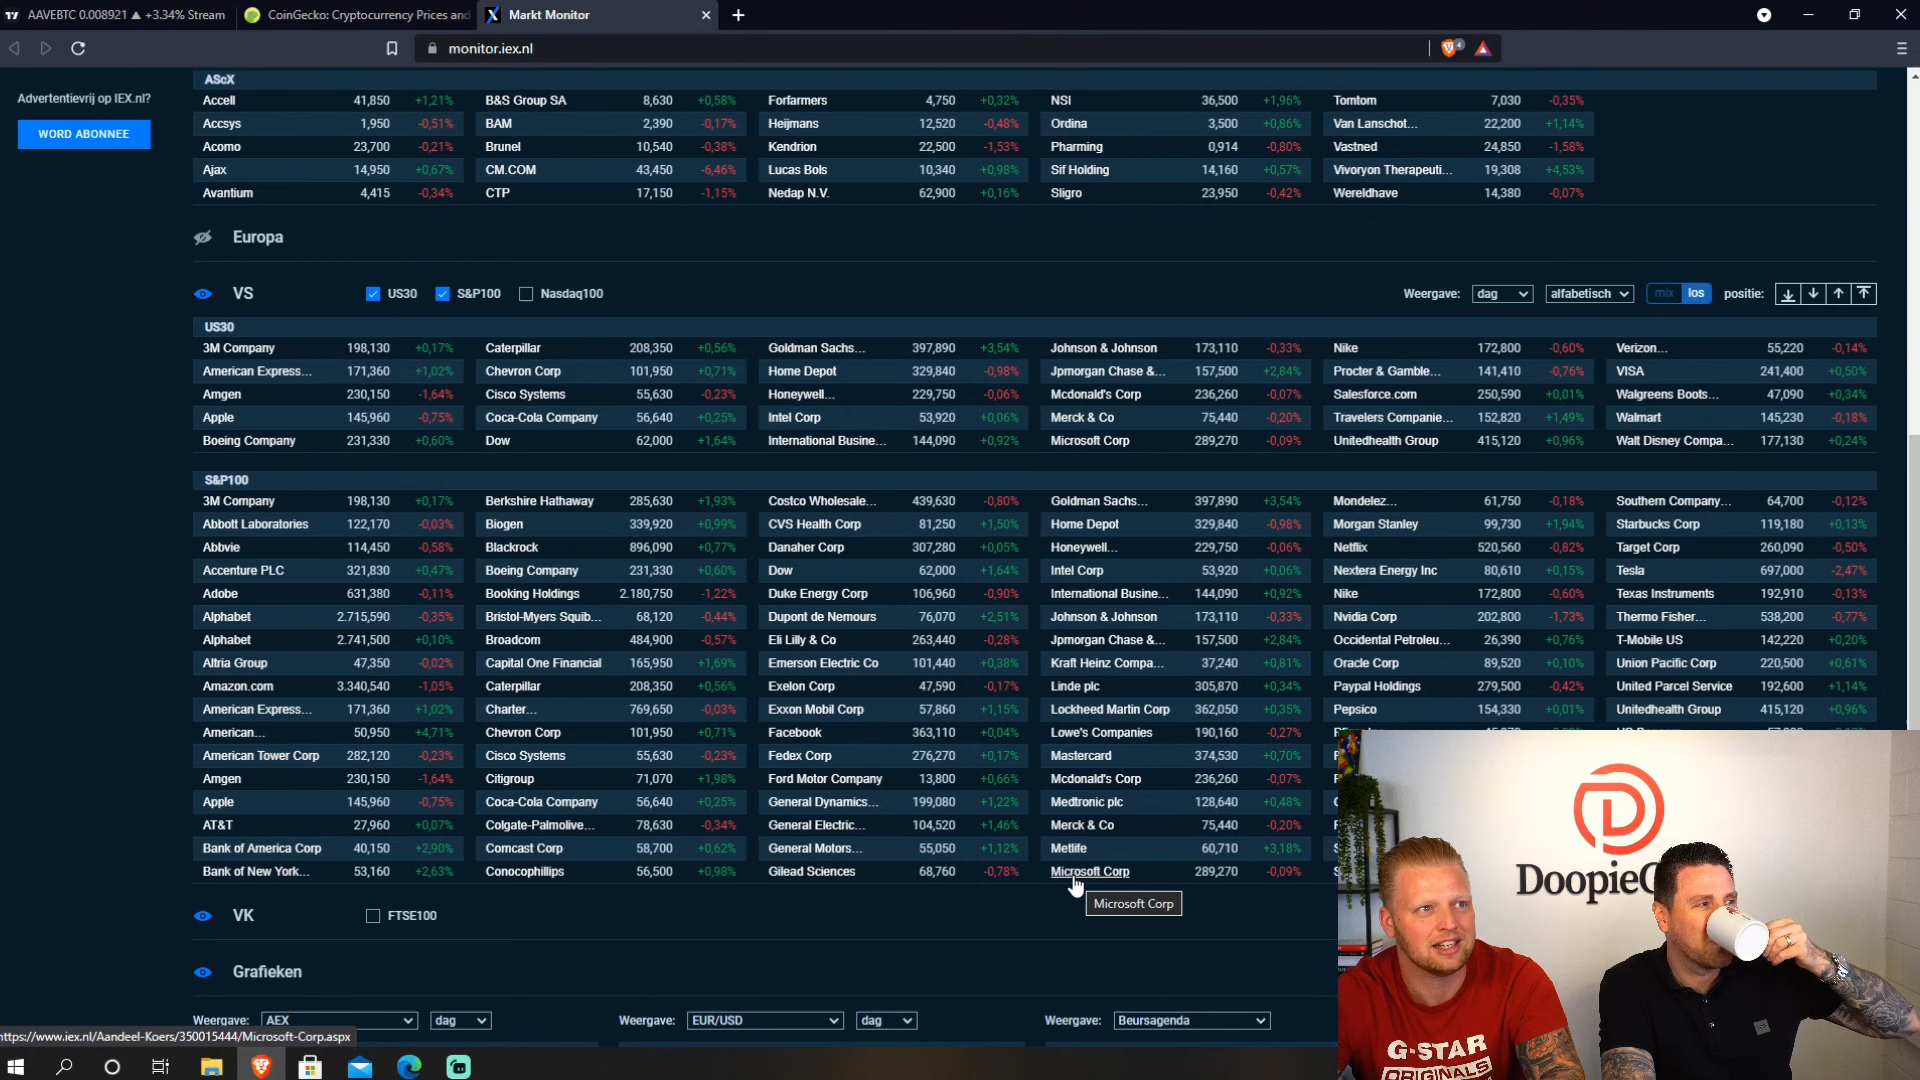 AAVEBTC 0.008921 ▲ +3.34% Stream
CoinGecko: Cryptocurrency Prices and
Markt Monitor
monitor.iex.nl
4
Advertentievrij op IEX.nl?
WORD ABONNEE
AScX
Accell 41,850 +1,21% B&S Group SA 8,630 +0,58% Forfarmers 4,750 +0,32% NSI 36,500 +1,96% Tomtom 7,030 -0,35%
Accsys 1,950 -0,51% BAM 2,390 -0,17% Heijmans 12,520 -0,48% Ordina 3,500 +0,86% Van Lanschot... 22,200 +1,14%
Acomo 23,700 -0,21% Brunel 10,540 -0,38% Kendrion 22,500 -1,53% Pharming 0,914 -0,80% Vastned 24,850 -1,58%
Ajax 14,950 +0,67% CM.COM 43,450 -6,46% Lucas Bols 10,340 +0,98% Sif Holding 14,160 +0,57% Vivoryon Therapeuti... 19,308 +4,53%
Avantium 4,415 -0,34% CTP 17,150 -1,15% Nedap N.V. 62,900 +0,16% Sligro 23,950 -0,42% Wereldhave 14,380 -0,07%
Europa
VS US30 S&P100 Nasdaq100 Weergave: dag alfabetisch mix los positie:
US30
3M Company 198,130 +0,17% Caterpillar 208,350 +0,56% Goldman Sachs... 397,890 +3,54% Johnson & Johnson 173,110 -0,33% Nike 172,800 -0,60% Verizon... 55,220 -0,14%
American Express... 171,360 +1,02% Chevron Corp 101,950 +0,71% Home Depot 329,840 -0,98% Jpmorgan Chase &... 157,500 +2,84% Procter & Gamble... 141,410 -0,76% VISA 241,400 +0,50%
Amgen 230,150 -1,64% Cisco Systems 55,630 -0,23% Honeywell... 229,750 -0,06% Mcdonald's Corp 236,260 -0,07% Salesforce.com 250,590 +0,01% Walgreens Boots... 47,090 +0,34%
Apple 145,960 -0,75% Coca-Cola Company 56,640 +0,25% Intel Corp 53,920 +0,06% Merck & Co 75,440 -0,20% Travelers Companie... 152,820 +1,49% Walmart 145,230 -0,18%
Boeing Company 231,330 +0,60% Dow 62,000 +1,64% International Busine... 144,090 +0,92% Microsoft Corp 289,270 -0,09% Unitedhealth Group 415,120 +0,96% Walt Disney Compa... 177,130 +0,24%
S&P100
3M Company 198,130 +0,17% Berkshire Hathaway 285,630 +1,93% Costco Wholesale... 439,630 -0,80% Goldman Sachs... 397,890 +3,54% Mondelez... 61,750 -0,18% Southern Company... 64,700 -0,12%
Abbott Laboratories 122,170 -0,03% Biogen 339,920 +0,99% CVS Health Corp 81,250 +1,50% Home Depot 329,840 -0,98% Morgan Stanley 99,730 +1,94% Starbucks Corp 119,180 +0,13%
Abbvie 114,450 -0,58% Blackrock 896,090 +0,77% Danaher Corp 307,280 +0,05% Honeywell... 229,750 -0,06% Netflix 520,560 -0,82% Target Corp 260,090 -0,50%
Accenture PLC 321,830 +0,47% Boeing Company 231,330 +0,60% Dow 62,000 +1,64% Intel Corp 53,920 +0,06% Nextera Energy Inc 80,610 +0,15% Tesla 697,000 -2,47%
Adobe 631,380 -0,11% Booking Holdings 2.180,750 -1,22% Duke Energy Corp 106,960 -0,90% International Busine... 144,090 +0,92% Nike 172,800 -0,60% Texas Instruments 192,910 -0,13%
Alphabet 2.715,590 -0,35% Bristol-Myers Squib... 68,120 -0,44% Dupont de Nemours 76,070 +2,51% Johnson & Johnson 173,110 -0,33% Nvidia Corp 202,800 -1,73% Thermo Fisher... 538,200 -0,77%
Alphabet 2.741,500 +0,10% Broadcom 484,900 -0,57% Eli Lilly & Co 263,440 -0,28% Jpmorgan Chase &... 157,500 +2,84% Occidental Petroleu... 26,390 +0,76% T-Mobile US 142,220 +0,20%
Altria Group 47,350 -0,02% Capital One Financial 165,950 +1,69% Emerson Electric Co 101,440 +0,38% Kraft Heinz Compa... 37,240 +0,81% Oracle Corp 89,520 +0,10% Union Pacific Corp 220,500 +0,61%
Amazon.com 3.340,540 -1,05% Caterpillar 208,350 +0,56% Exelon Corp 47,590 -0,17% Linde plc 305,870 +0,34% Paypal Holdings 279,500 -0,42% United Parcel Service 192,600 +1,14%
American Express... 171,360 +1,02% Charter... 769,650 -0,03% Exxon Mobil Corp 57,860 +1,15% Lockheed Martin Corp 362,050 +0,35% Pepsico 154,330 +0,01% Unitedhealth Group 415,120 +0,96%
American... 50,950 +4,71% Chevron Corp 101,950 +0,71% Facebook 363,110 +0,04% Lowe's Companies 190,160 -0,27%
American Tower Corp 282,120 -0,23% Cisco Systems 55,630 -0,23% Fedex Corp 276,270 +0,17% Mastercard 374,530 +0,70%
Amgen 230,150 -1,64% Citigroup 71,070 +1,98% Ford Motor Company 13,800 +0,66% Mcdonald's Corp 236,260 -0,07%
Apple 145,960 -0,75% Coca-Cola Company 56,640 +0,25% General Dynamics... 199,080 +1,22% Medtronic plc 128,640 +0,48%
AT&T 27,960 +0,07% Colgate-Palmolive... 78,630 -0,34% General Electric... 104,520 +1,46% Merck & Co 75,440 -0,20%
Bank of America Corp 40,150 +2,90% Comcast Corp 58,700 +0,62% General Motors... 55,050 +1,12% Metlife 60,710 +3,18%
Bank of New York... 53,160 +2,63% Conocophillips 56,500 +0,98% Gilead Sciences 68,760 -0,78% Microsoft Corp 289,270 -0,09%
Microsoft Corp
VK FTSE100
Grafieken
Weergave: AEX dag Weergave: EUR/USD dag Weergave: Beursagenda
https://www.iex.nl/Aandeel-Koers/350015444/Microsoft-Corp.aspx
DoopieC
G-STAR
ORIGINALS